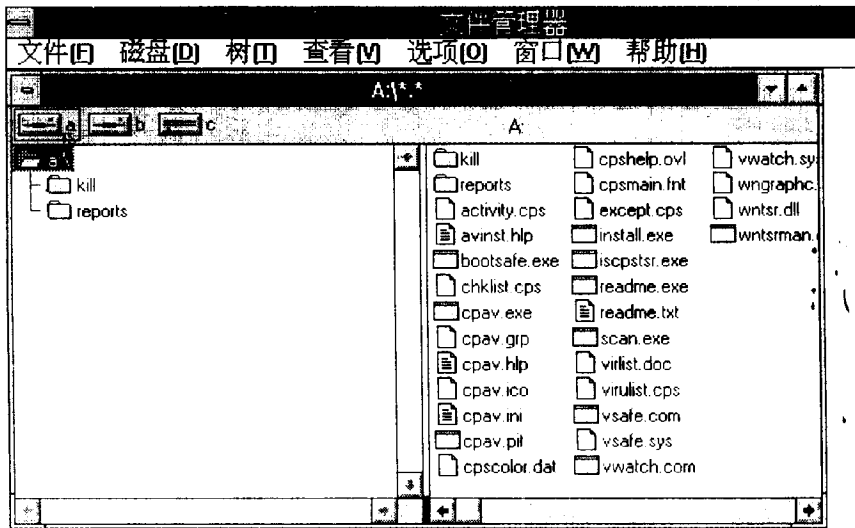 文件管理器
文件(F) 磁盘(D) 树(T) 查看(V) 选项(O) 窗口(W) 帮助(H)
A:\*.*
a b c A:
a:\
kill
reports
kill
reports
activity.cps
avinst.hlp
bootsafe.exe
chklist.cps
cpav.exe
cpav.grp
cpav.hlp
cpav.ico
cpav.ini
cpav.pif
cpscolor.dat
cpshelp.ovl
cpsmain.fnt
except.cps
install.exe
iscpstsr.exe
readme.exe
readme.txt
scan.exe
virlist.doc
virulist.cps
vsafe.com
vsafe.sys
vwatch.com
vwatch.sy
wngraphc.
wntsr.dll
wntsrman.